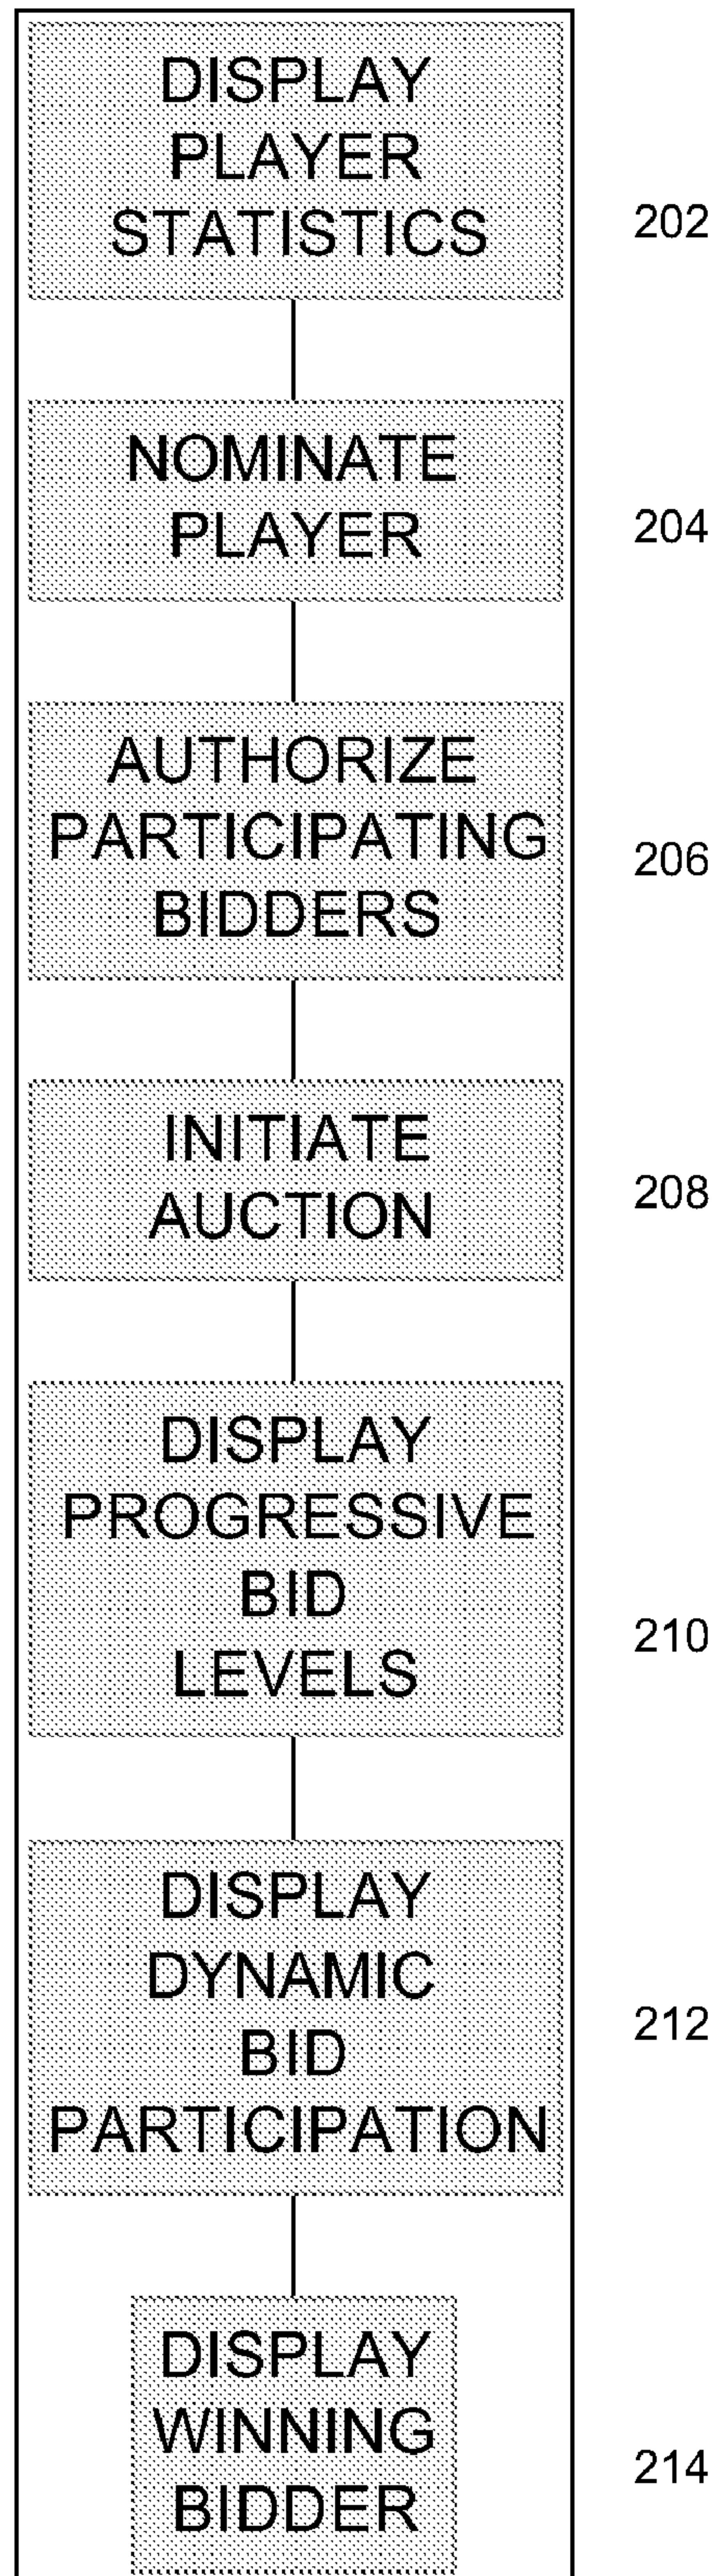 DISPLAY
PLAYER
STATISTICS
202
NOMINATE
PLAYER
204
AUTHORIZE
PARTICIPATING
BIDDERS
206
INITIATE
AUCTION
208
DISPLAY
PROGRESSIVE
BID
LEVELS
210
DISPLAY
DYNAMIC
BID
PARTICIPATION
212
DISPLAY
WINNING
BIDDER
214